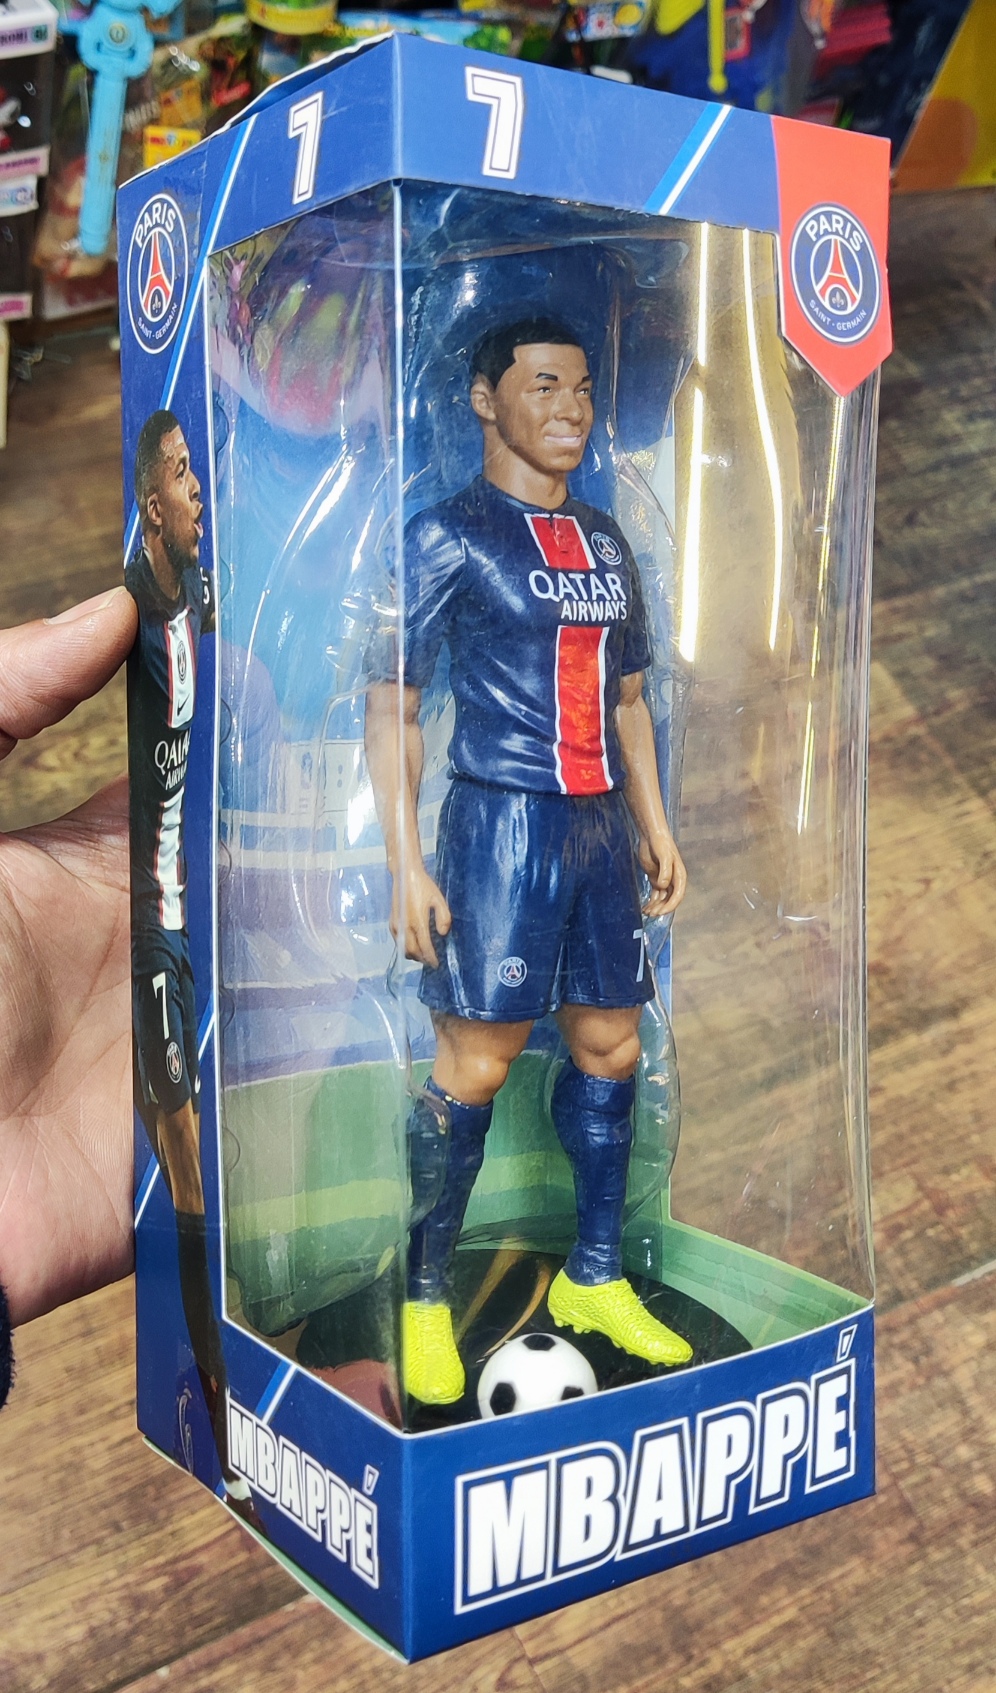 7
7
PARIS
SAINT-GERMAIN
PARIS
SAINT-GERMAIN
QATAR
AIRWAYS
7
7
MBAPPÉ
MBAPPÉ